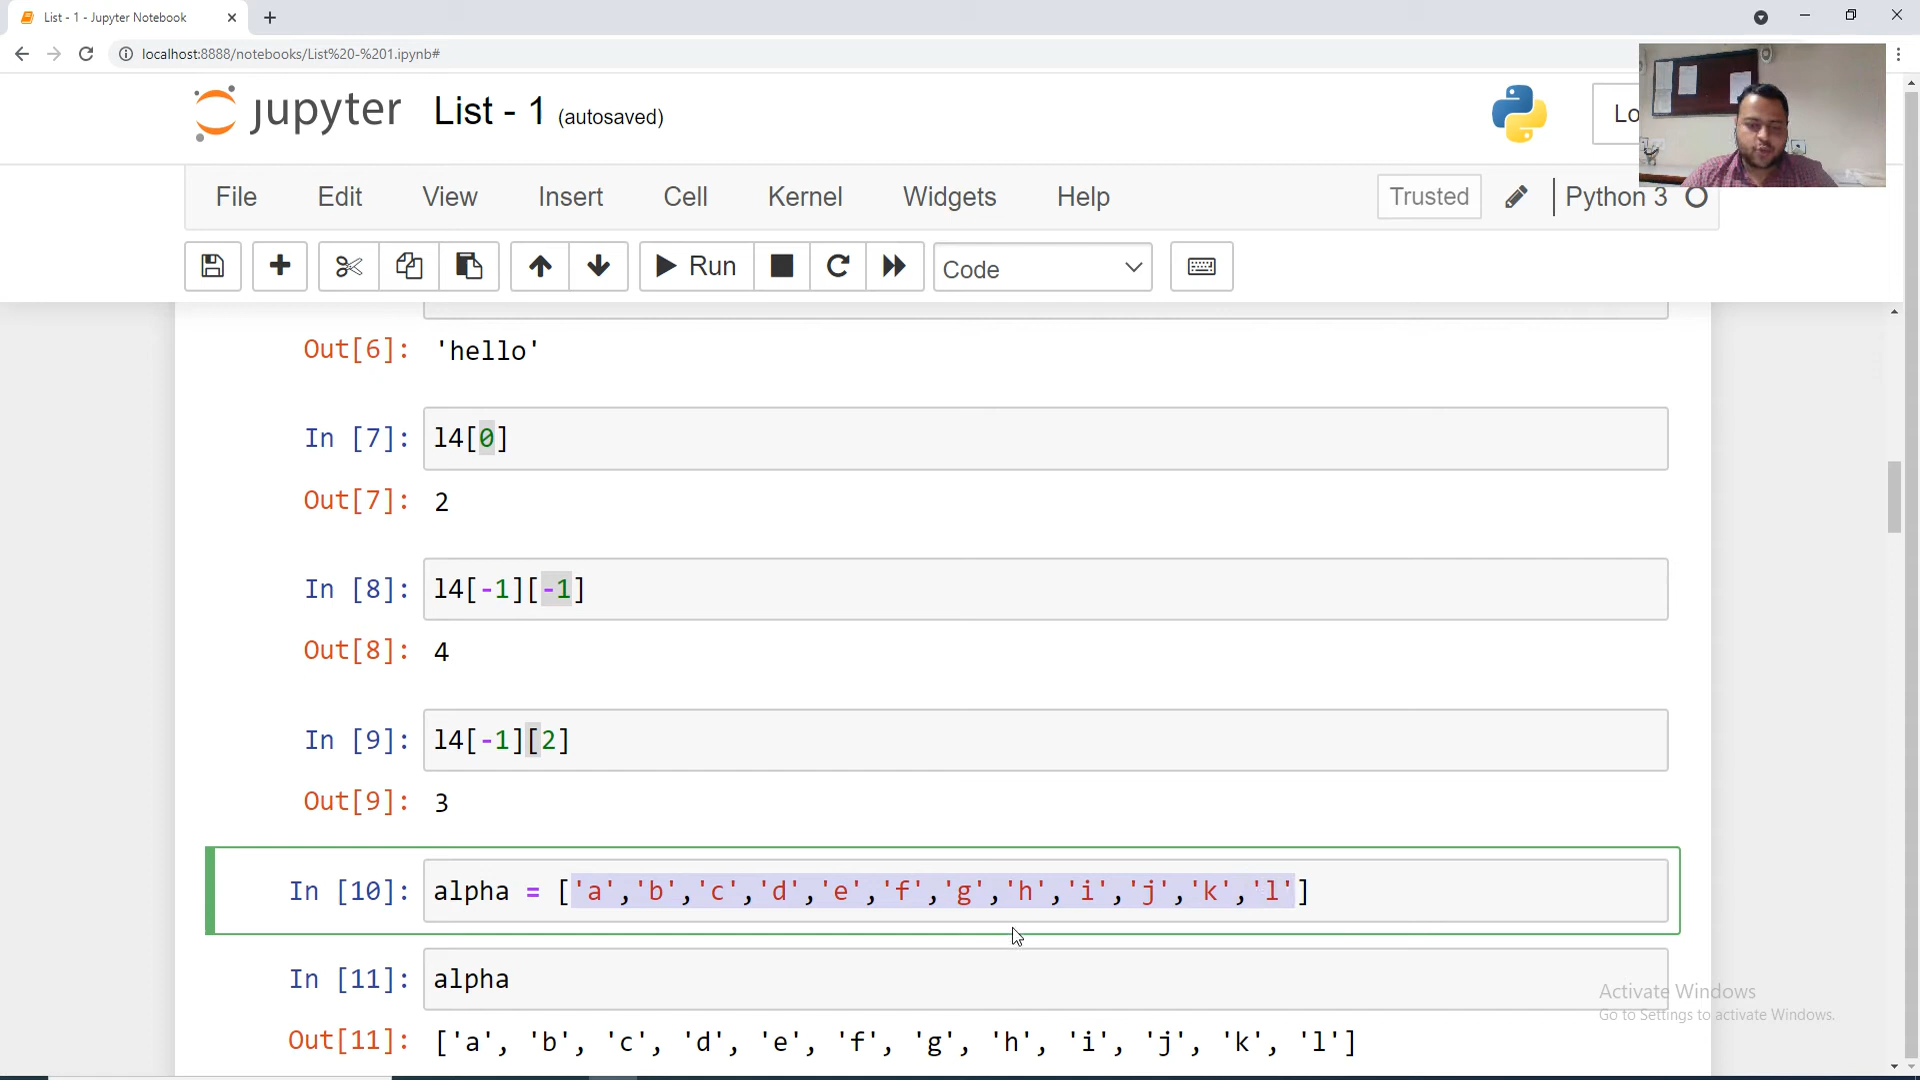 List - 1 - Jupyter Notebook
localhost:8888/notebooks/List%20-%201.ipynb#
jupyter List - 1 (autosaved)
Lo
File Edit View Insert Cell Kernel Widgets Help Trusted Python 3
Run Code
Out[6]: 'hello'
In [7]: l4[0]
Out[7]: 2
In [8]: l4[-1][-1]
Out[8]: 4
In [9]: l4[-1][2]
Out[9]: 3
In [10]: alpha = ['a','b','c','d','e','f','g','h','i','j','k','l']
In [11]: alpha
Out[11]: ['a', 'b', 'c', 'd', 'e', 'f', 'g', 'h', 'i', 'j', 'k', 'l']
Activate Windows
Go to Settings to activate Windows.